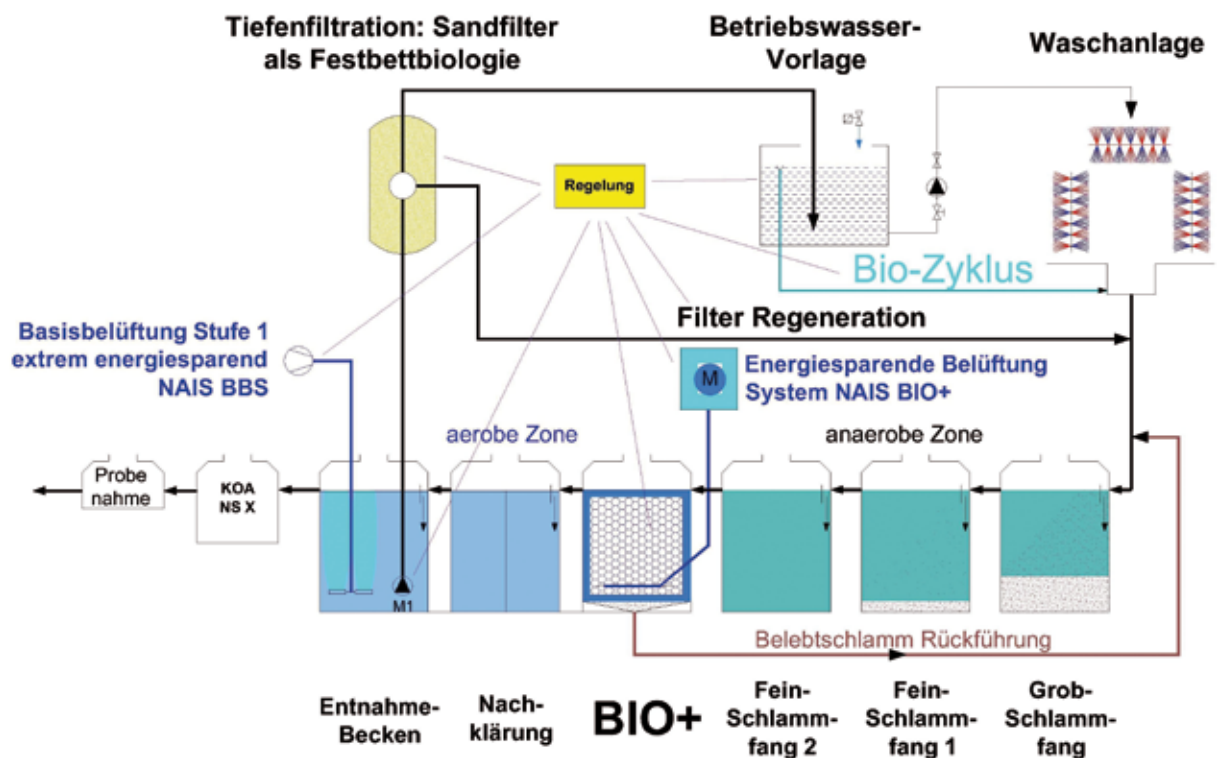 Tiefenfiltration: Sandfilter
als Festbettbiologie
Betriebswasser-
Vorlage
Waschanlage
Regelung
Bio-Zyklus
Filter Regeneration
Basisbelüftung Stufe 1
extrem energiesparend
NAIS BBS
M
Energiesparende Belüftung
System NAIS BIO+
aerobe Zone
anaerobe Zone
Probe
nahme
KOA
NS X
M1
Belebtschlamm Rückführung
Entnahme-
Becken
Nach-
klärung
BIO+
Fein-
Schlamm-
fang 2
Fein-
Schlamm-
fang 1
Grob-
Schlamm-
fang